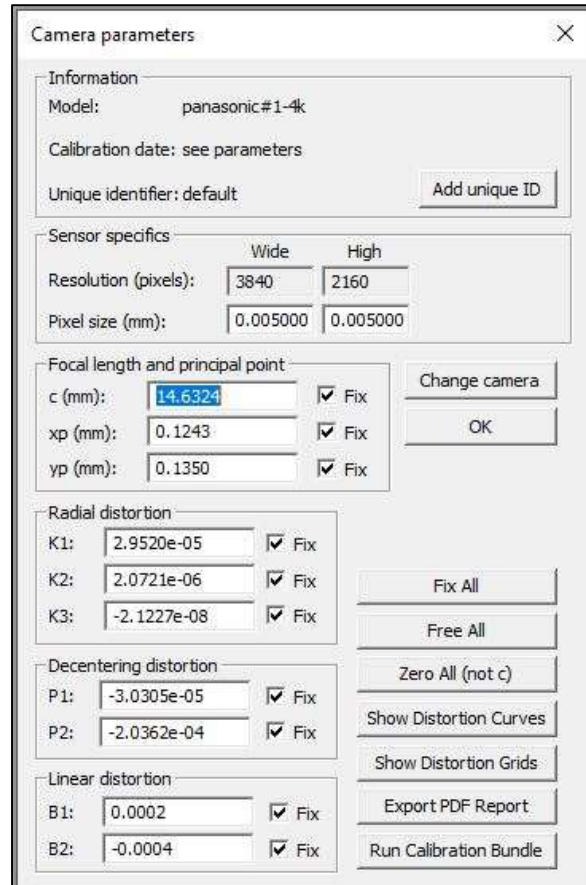 Camera parameters
Information
Model: panasonic#1-4k
Calibration date: see parameters
Unique identifier: default
Add unique ID
Sensor specifics
Wide High
Resolution (pixels): 3840 2160
Pixel size (mm): 0.005000 0.005000
Focal length and principal point
c (mm): 14.6324 Fix
xp (mm): 0.1243 Fix
yp (mm): 0.1350 Fix
Change camera
OK
Radial distortion
K1: 2.9520e-05 Fix
K2: 2.0721e-06 Fix
K3: -2.1227e-08 Fix
Decentering distortion
P1: -3.0305e-05 Fix
P2: -2.0362e-04 Fix
Linear distortion
B1: 0.0002 Fix
B2: -0.0004 Fix
Fix All
Free All
Zero All (not c)
Show Distortion Curves
Show Distortion Grids
Export PDF Report
Run Calibration Bundle